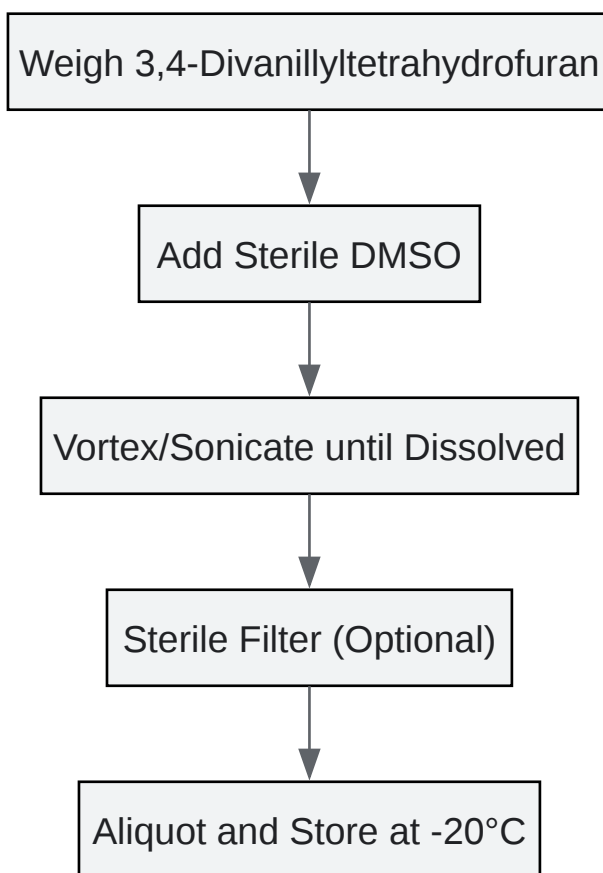 Weigh 3,4-Divanillyltetrahydrofuran
Add Sterile DMSO
Vortex/Sonicate until Dissolved
Sterile Filter (Optional)
Aliquot and Store at -20°C